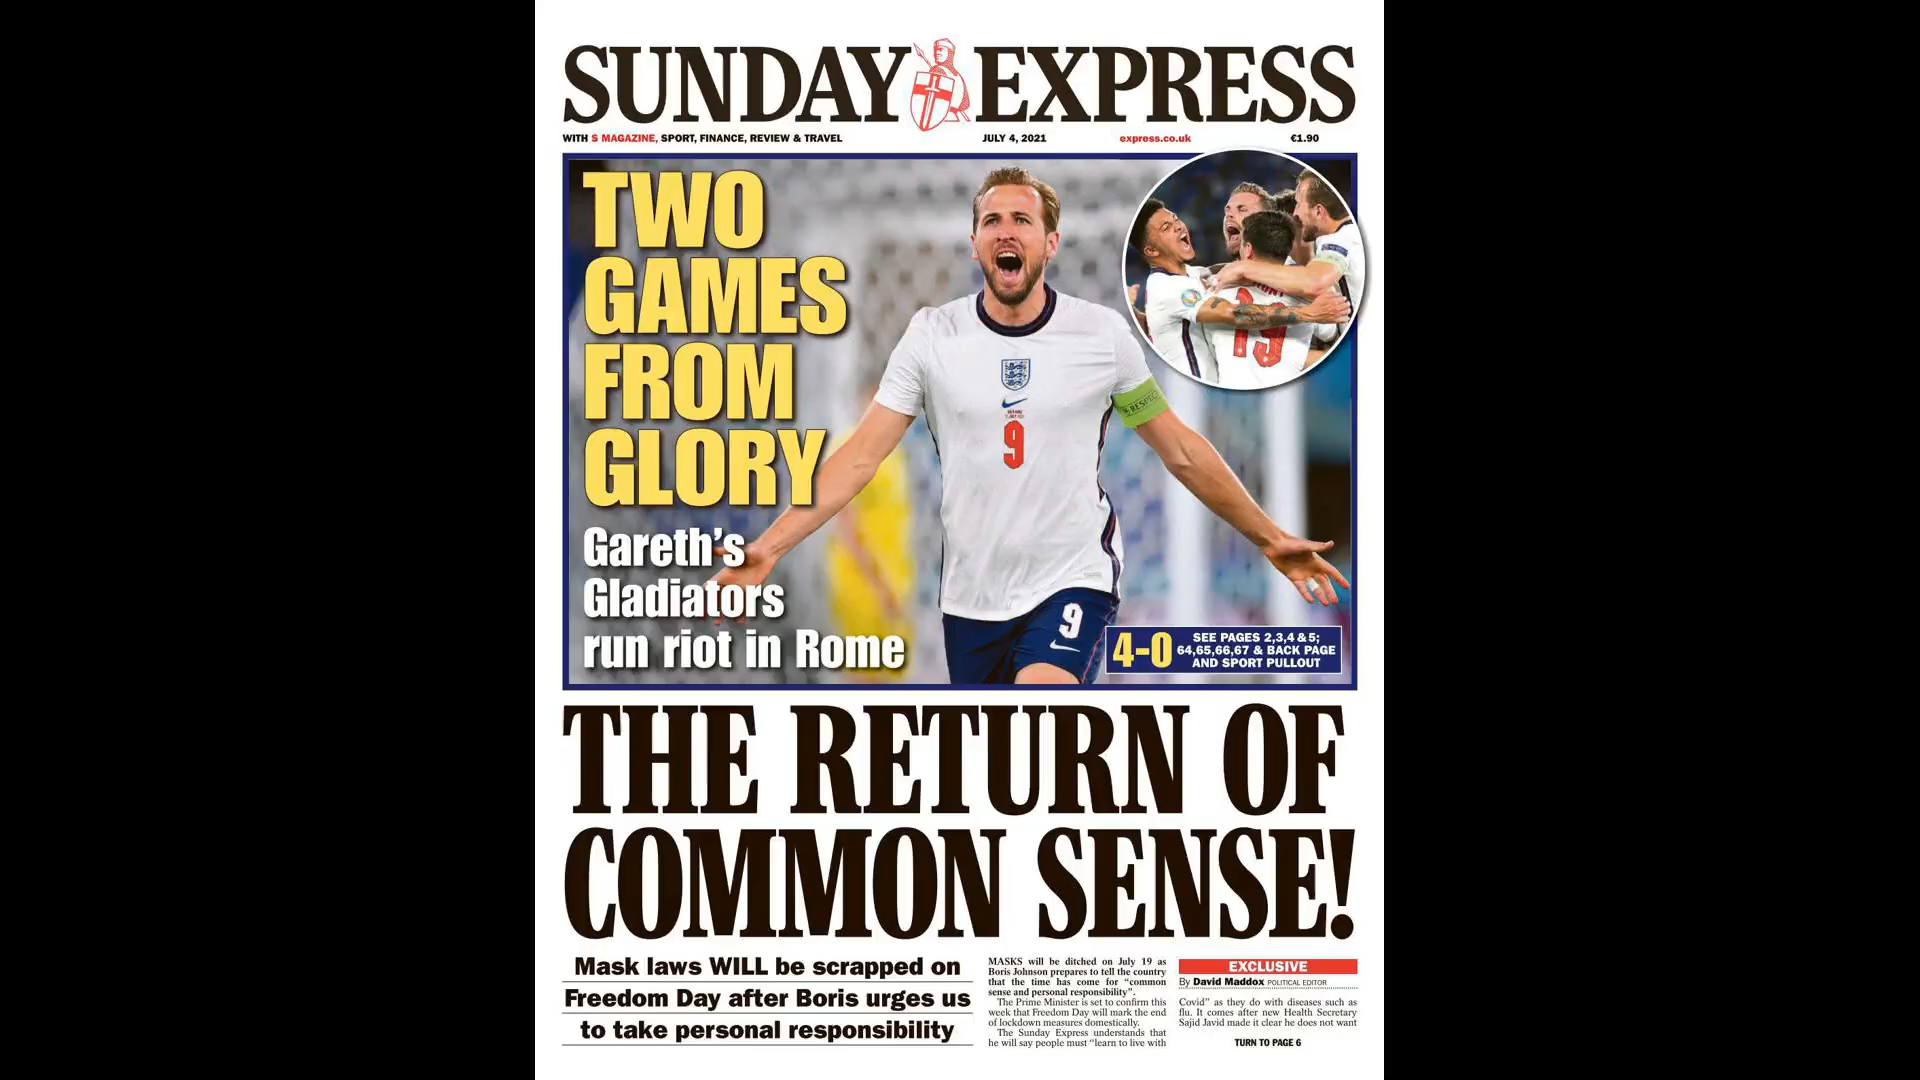 SUNDAY EXPRESS
WITH S MAGAZINE, SPORT, FINANCE, REVIEW & TRAVEL
JULY 4, 2021
express.co.uk
€1.90
TWO
GAMES
FROM
GLORY
Gareth's
Gladiators
run riot in Rome
RESPECT
9
9
19
4-0
SEE PAGES 2,3,4 & 5;
64,65,66,67 & BACK PAGE
AND SPORT PULLOUT
THE RETURN OF
COMMON SENSE!
Mask laws WILL be scrapped on
Freedom Day after Boris urges us
to take personal responsibility
MASKS will be ditched on July 19 as
Boris Johnson prepares to tell the country
that the time has come for “common
sense and personal responsibility”.
The Prime Minister is set to confirm this
week that Freedom Day will mark the end
of lockdown measures domestically.
The Sunday Express understands that
he will say people must “learn to live with
EXCLUSIVE
By David Maddox POLITICAL EDITOR
Covid” as they do with diseases such as
flu. It comes after new Health Secretary
Sajid Javid made it clear he does not want
TURN TO PAGE 6